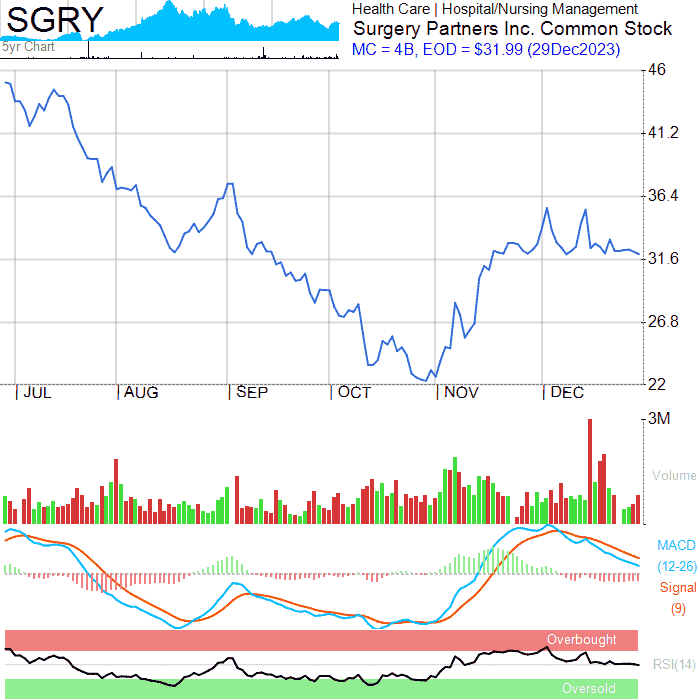 SGRY
5yr Chart
Health Care | Hospital/Nursing Management
Surgery Partners Inc. Common Stock
MC = 4B, EOD = $31.99 (29Dec2023)
46
41.2
36.4
31.6
26.8
22
JUL AUG SEP OCT NOV DEC
3M
Volume
MACD
(12-26)
Signal
(9)
Overbought
RSI(14)
Oversold